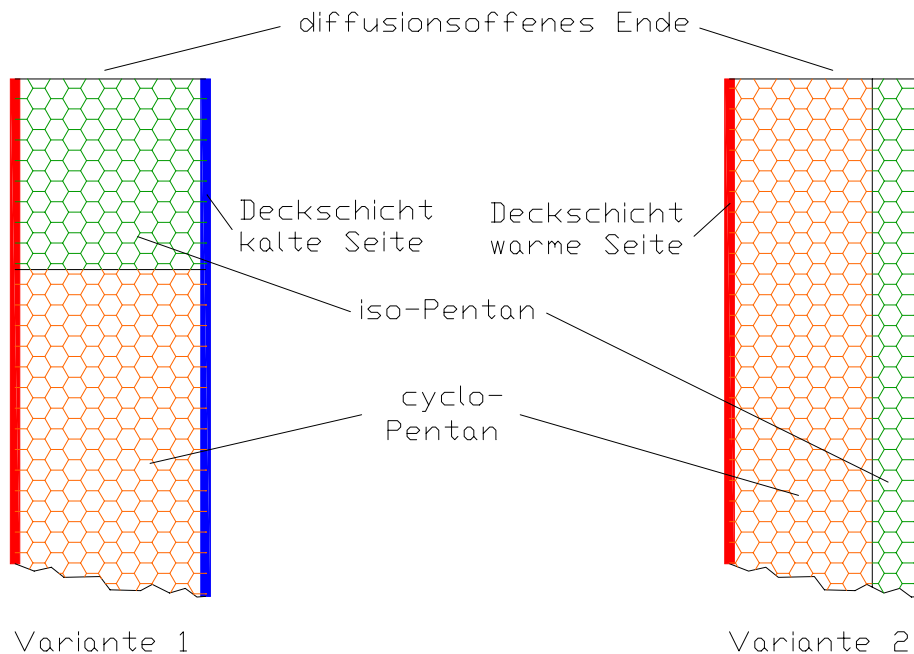 diffusionsoffenes Ende
Deckschicht
kalte Seite
Deckschicht
warme Seite
iso-Pentan
cyclo-
Pentan
Variante 1
Variante 2